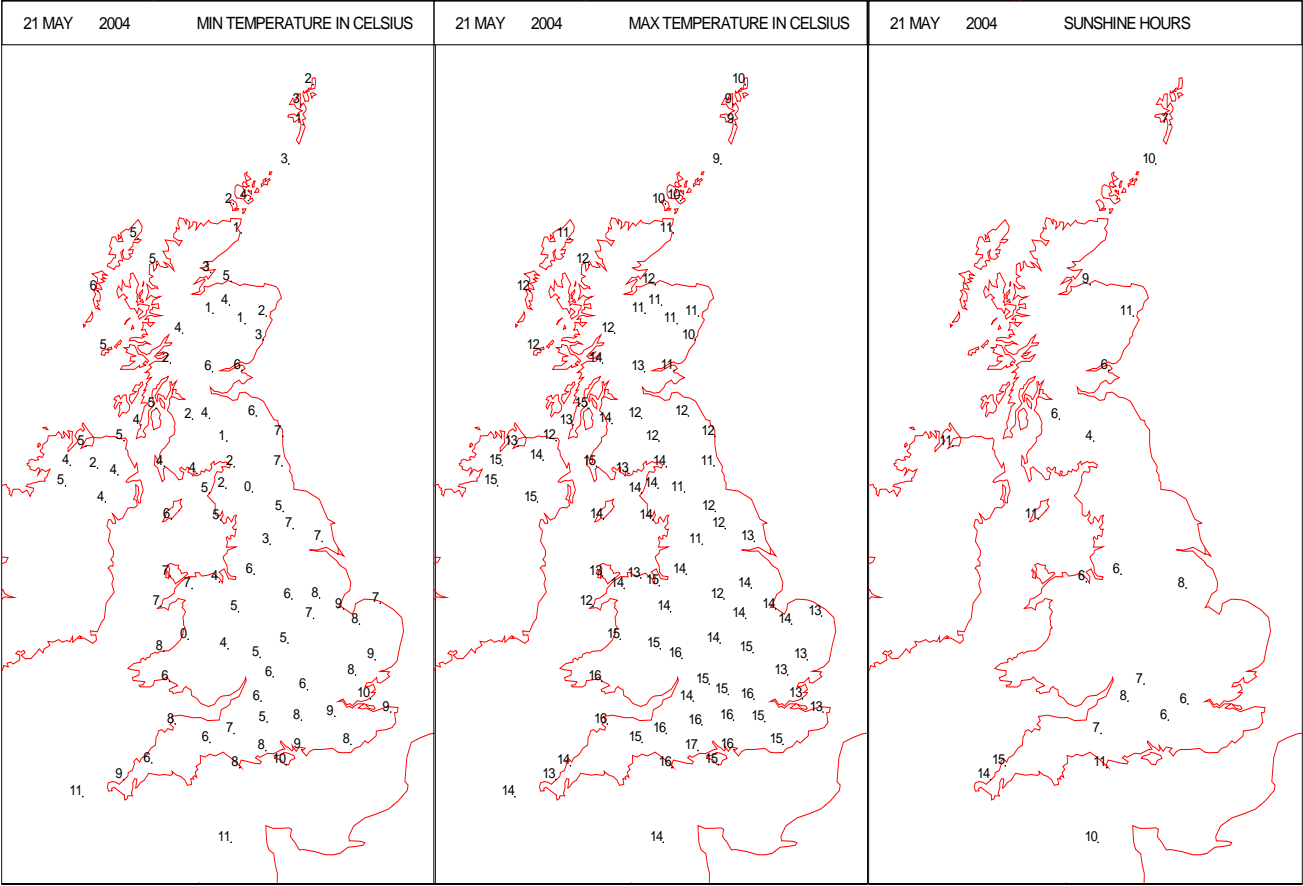 21 MAY 2004 MIN TEMPERATURE IN CELSIUS
2.
3.
1.
3.
2. 4.
1.
5.
5.
3.
5.
6.
4.
1.
2.
1.
4.
3.
5.
2.
6. 6.
5.
2. 4. 6.
4.
7.
5. 5. 1.
4. 2. 4. 4. 4. 2. 7.
5. 5. 2. 0.
4.
5.
6. 5.
7.
3. 7.
7. 7. 4. 6.
7. 5. 6. 8. 9. 7.
7. 8.
0. 5.
8. 4. 5. 9.
6. 6. 6. 8.
6. 10.
8. 5. 8. 9. 9.
6. 7.
8. 9. 8.
6. 8. 10.
9.
11.
11.
21 MAY 2004 MAX TEMPERATURE IN CELSIUS
10.
9.
9.
9.
10. 10.
11.
11.
12.
12.
12.
11.
11. 11.
11.
12. 10.
12.
14. 13. 11.
15.
13. 14. 12. 12.
13. 12. 12. 12.
15. 14. 15. 13. 14. 12.
15. 14. 14. 11.
15.
14. 14. 12.
12.
11. 13.
13. 14. 13. 15. 14.
12. 14. 12. 14. 14. 13.
14. 14.
15. 15. 14. 15.
16. 13.
16. 15. 13.
14. 15. 16. 13.
16. 16. 16. 16. 15. 13.
15. 17. 16. 15.
14. 16. 15.
13.
14.
14.
21 MAY 2004 SUNSHINE HOURS
7.
10.
9.
11.
6.
6.
4.
11.
11.
6. 6.
8.
7.
8. 6.
6.
7.
15. 11.
14.
10.